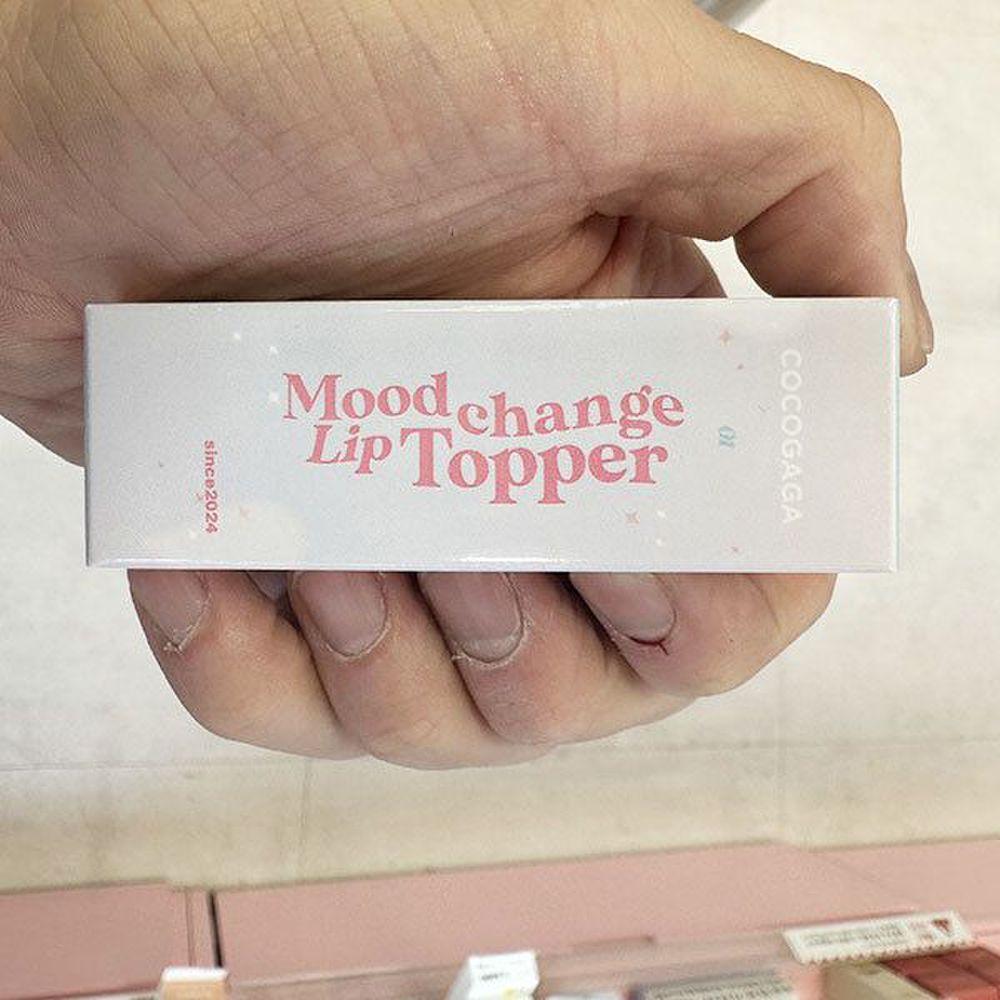 Mood change
Lip Topper
since2024
01
COCOGAGA